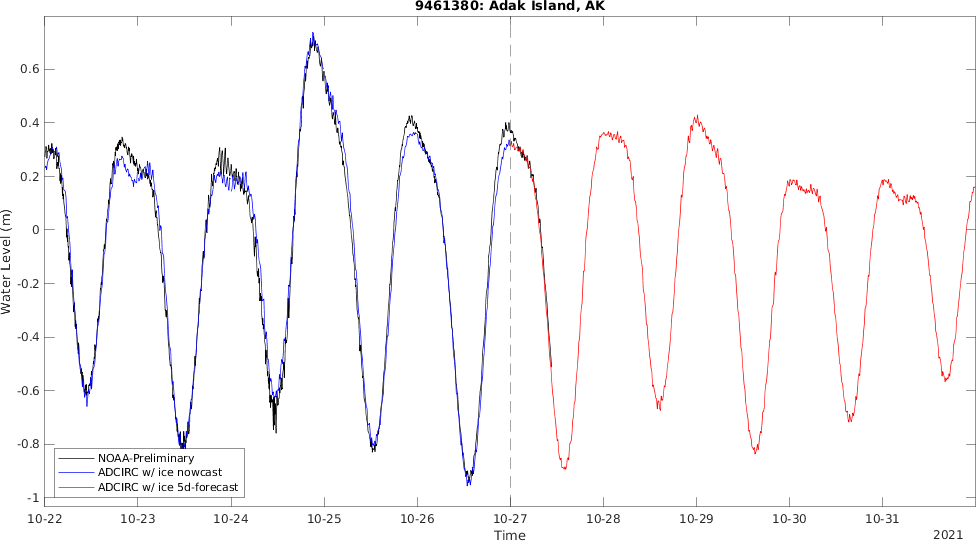 9461380: Adak Island, AK
Water Level (m)
0.6
0.4
0.2
0
-0.2
-0.4
-0.6
-0.8
-1
NOAA-Preliminary
ADCIRC w/ ice nowcast
ADCIRC w/ ice 5d-forecast
10-22 10-23 10-24 10-25 10-26 10-27 10-28 10-29 10-30 10-31
Time
2021